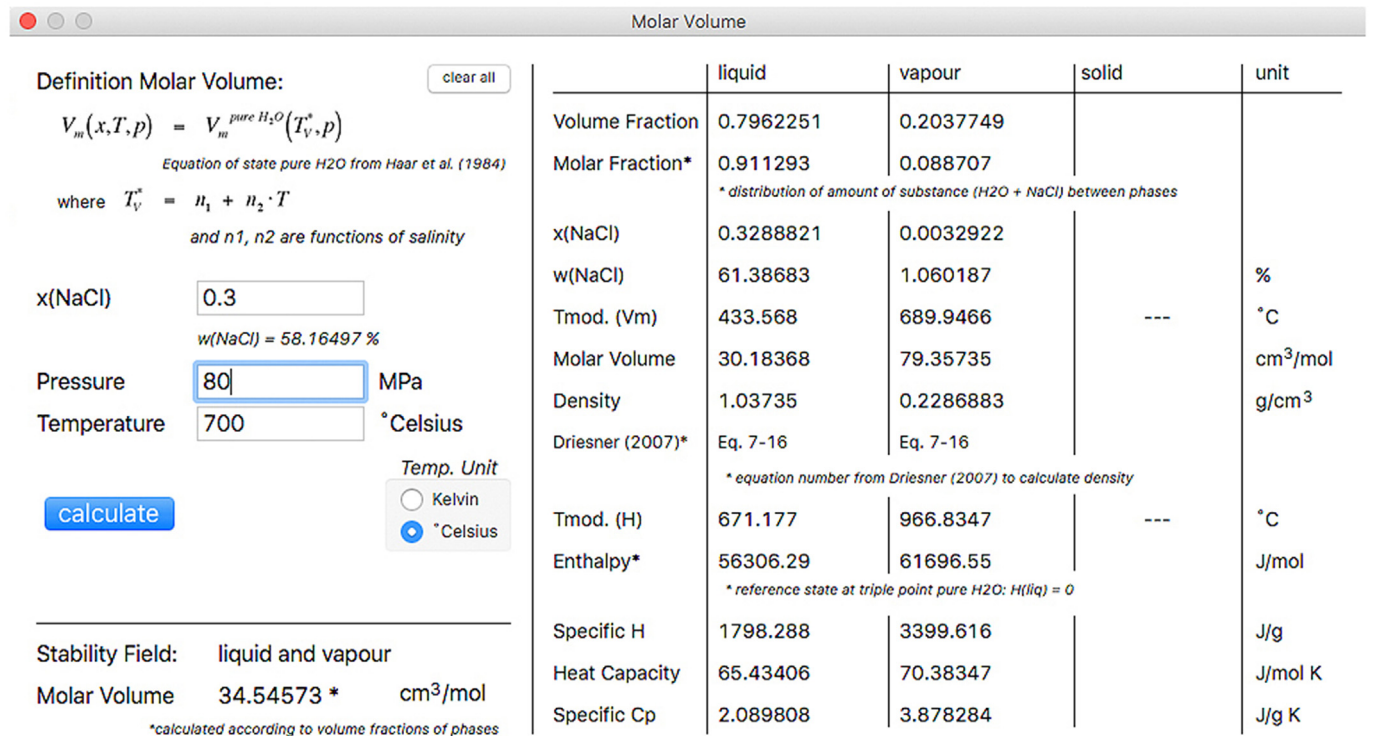 Molar Volume
Definition Molar Volume:
clear all
Vₘ(x,T,p) = Vₘ^pure H₂O(T*ᵥ,p)
Equation of state pure H2O from Haar et al. (1984)
where T*ᵥ = n₁ + n₂·T
and n1, n2 are functions of salinity
x(NaCl) 0.3
w(NaCl) = 58.16497 %
Pressure 80 MPa
Temperature 700 ˚Celsius
Temp. Unit
Kelvin
˚Celsius
calculate
Stability Field: liquid and vapour
Molar Volume 34.54573 * cm³/mol
*calculated according to volume fractions of phases
liquid vapour solid unit
Volume Fraction 0.7962251 0.2037749
Molar Fraction* 0.911293 0.088707
* distribution of amount of substance (H2O + NaCl) between phases
x(NaCl) 0.3288821 0.0032922
w(NaCl) 61.38683 1.060187 %
Tmod. (Vm) 433.568 689.9466 --- ˚C
Molar Volume 30.18368 79.35735 cm³/mol
Density 1.03735 0.2286883 g/cm³
Driesner (2007)* Eq. 7-16 Eq. 7-16
* equation number from Driesner (2007) to calculate density
Tmod. (H) 671.177 966.8347 --- ˚C
Enthalpy* 56306.29 61696.55 J/mol
* reference state at triple point pure H2O: H(liq) = 0
Specific H 1798.288 3399.616 J/g
Heat Capacity 65.43406 70.38347 J/mol K
Specific Cp 2.089808 3.878284 J/g K